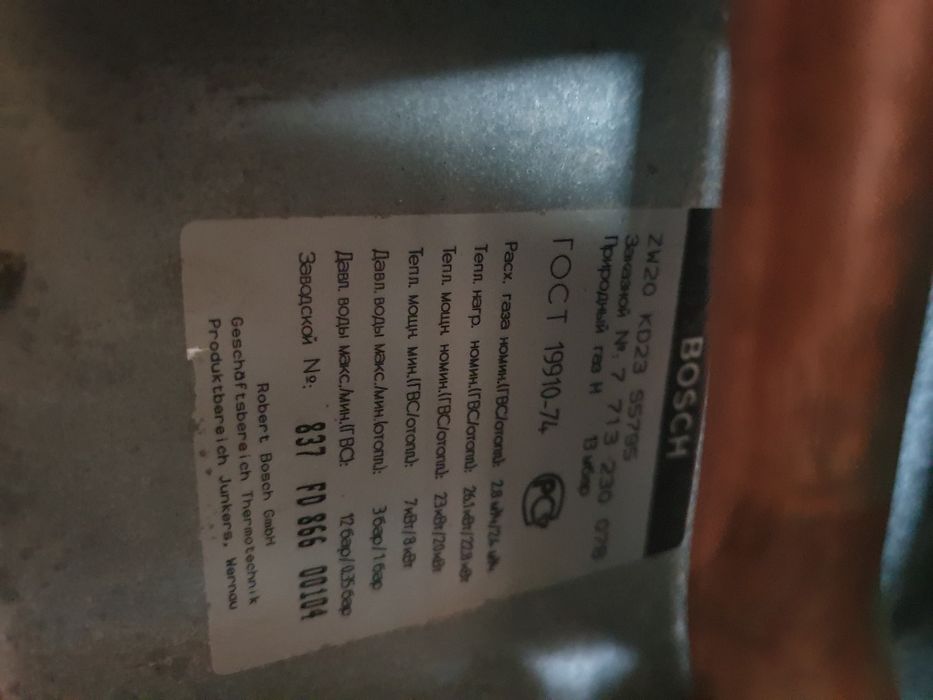 BOSCH
ZW20 KD23 S5795
Заказной №: 7 713 230 078
Природный газ H 13 мбар
ГОСТ 19910-74
РСТ
Расх. газа номин.(ГВС/отопл.): 2.8 м³/ч/2.4 м³/ч
Тепл. нагр. номин.(ГВС/отопл.): 26.1 кВт/22.8 кВт
Тепл. мощн. номин.(ГВС/отопл.): 23 кВт/20 кВт
Тепл. мощн. мин.(ГВС/отопл.): 7 кВт/8 кВт
Давл. воды макс./мин.(отопл.): 3 бар/1 бар
Давл. воды макс./мин.(ГВС): 12 бар/0.35 бар
Заводской №: 837 FD 866 00104
Robert Bosch GmbH
Geschäftsbereich Thermotechnik
Produktbereich Junkers, Wernau